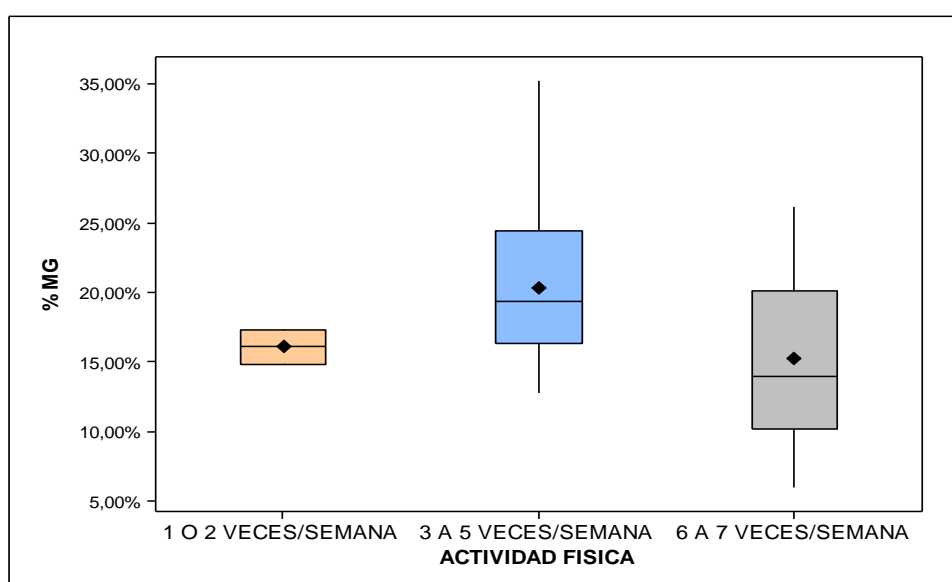 35,00%
30,00%
25,00%
20,00%
15,00%
10,00%
5,00%
% MG
1 O 2 VECES/SEMANA 3 A 5 VECES/SEMANA 6 A 7 VECES/SEMANA
ACTIVIDAD FISICA